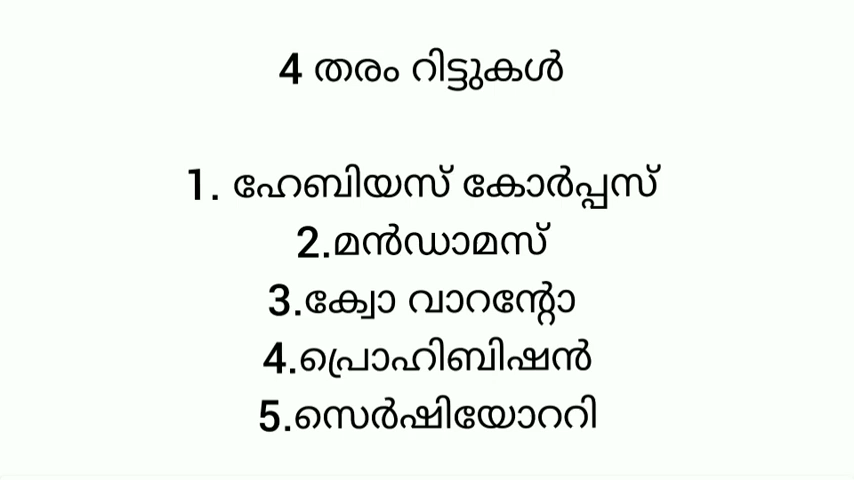 4 തരം റിട്ടുകൾ
1. ഹേബിയസ് കോർപ്പസ്
2.മൻഡാമസ്
3.ക്വോ വാറന്റോ
4.പ്രൊഹിബിഷൻ
5.സെർഷിയോററി